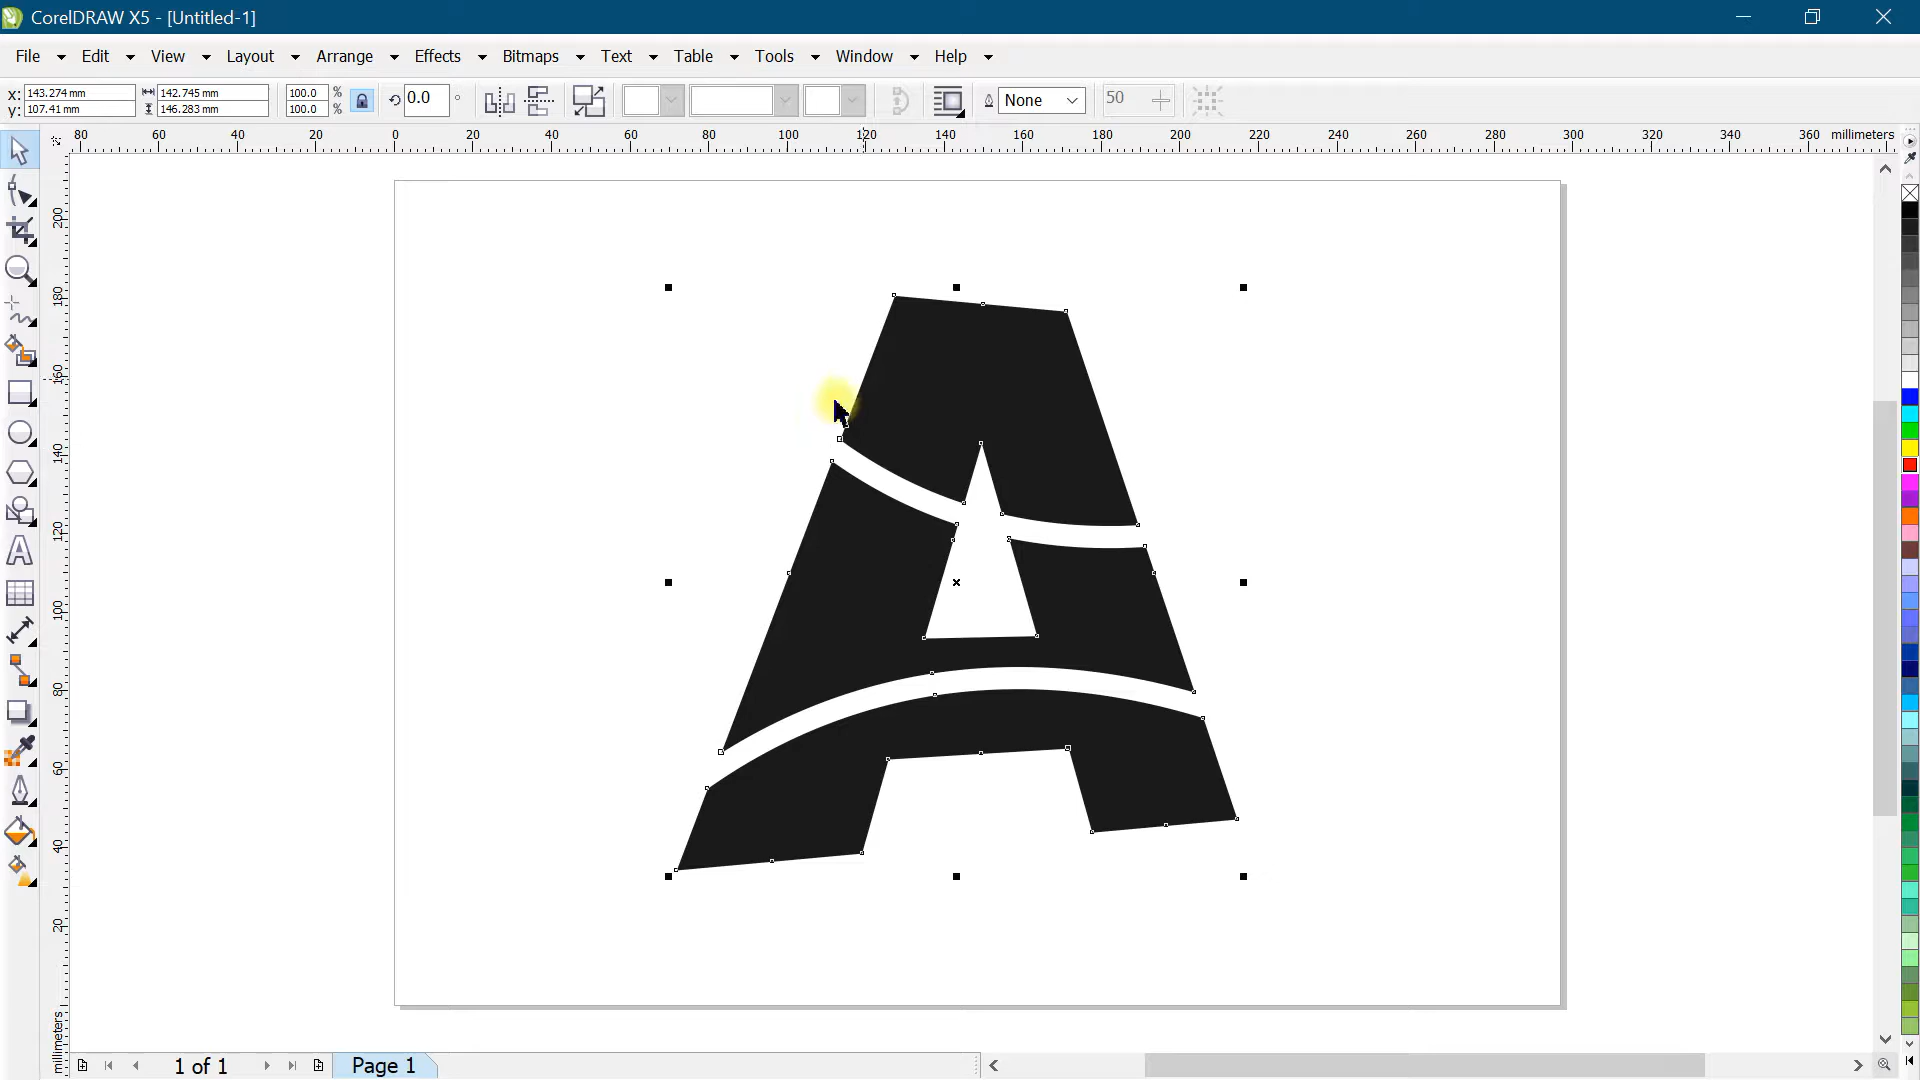 CorelDRAW X5 - [Untitled-1]
File Edit View Layout Arrange Effects Bitmaps Text Table Tools Window Help
x: 143.274 mm 142.745 mm 100.0 % 0.0 ° None 50
y: 107.41 mm 146.283 mm 100.0 %
80 60 40 20 0 20 40 60 80 100 120 140 160 180 200 220 240 260 280 300 320 340 360 millimeters
200
180
160
140
120
100
80
60
40
20
millimeters
A
1 of 1 Page 1